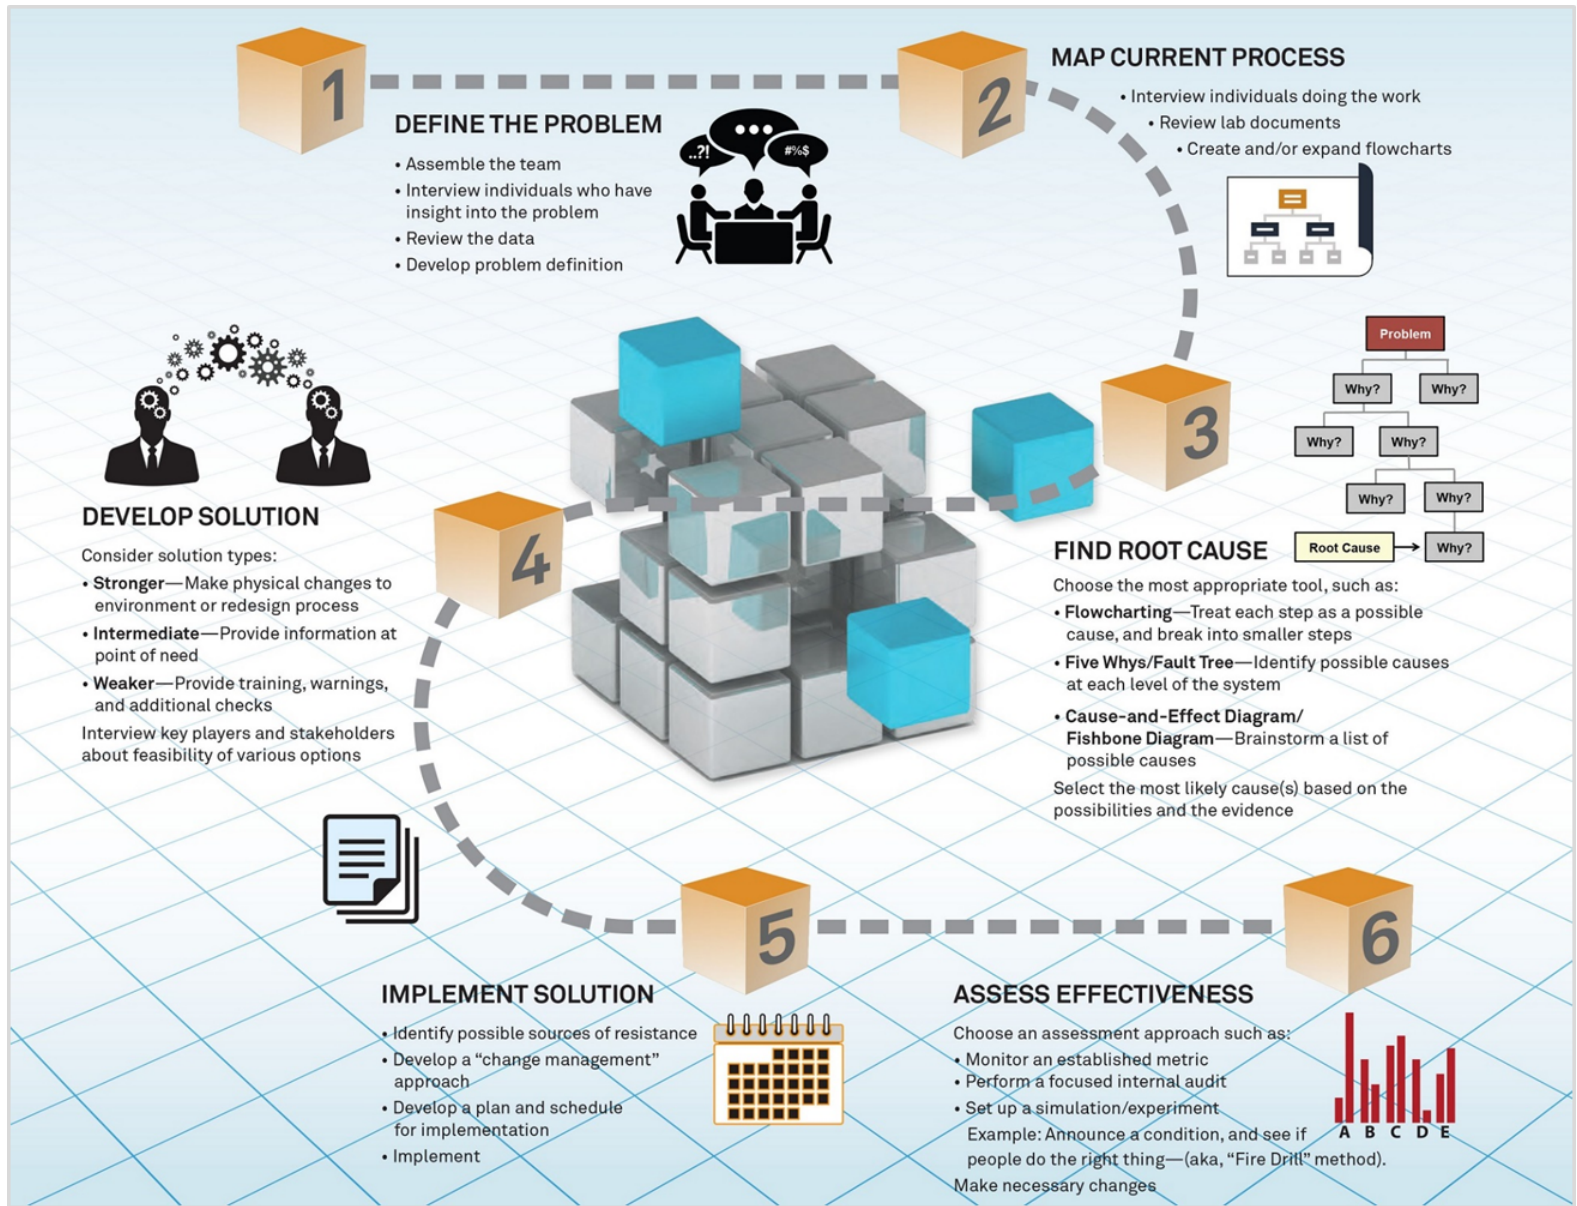 1
DEFINE THE PROBLEM
• Assemble the team
• Interview individuals who have
insight into the problem
• Review the data
• Develop problem definition
..?!
•••
#%$
2
MAP CURRENT PROCESS
• Interview individuals doing the work
• Review lab documents
• Create and/or expand flowcharts
3
Problem
Why? Why?
Why? Why?
Why? Why?
Root Cause Why?
FIND ROOT CAUSE
Choose the most appropriate tool, such as:
• Flowcharting—Treat each step as a possible
cause, and break into smaller steps
• Five Whys/Fault Tree—Identify possible causes
at each level of the system
• Cause-and-Effect Diagram/
Fishbone Diagram—Brainstorm a list of
possible causes
Select the most likely cause(s) based on the
possibilities and the evidence
4
DEVELOP SOLUTION
Consider solution types:
• Stronger—Make physical changes to
environment or redesign process
• Intermediate—Provide information at
point of need
• Weaker—Provide training, warnings,
and additional checks
Interview key players and stakeholders
about feasibility of various options
5
IMPLEMENT SOLUTION
• Identify possible sources of resistance
• Develop a “change management”
approach
• Develop a plan and schedule
for implementation
• Implement
6
ASSESS EFFECTIVENESS
Choose an assessment approach such as:
• Monitor an established metric
• Perform a focused internal audit
• Set up a simulation/experiment
Example: Announce a condition, and see if
people do the right thing—(aka, “Fire Drill” method).
Make necessary changes
A B C D E